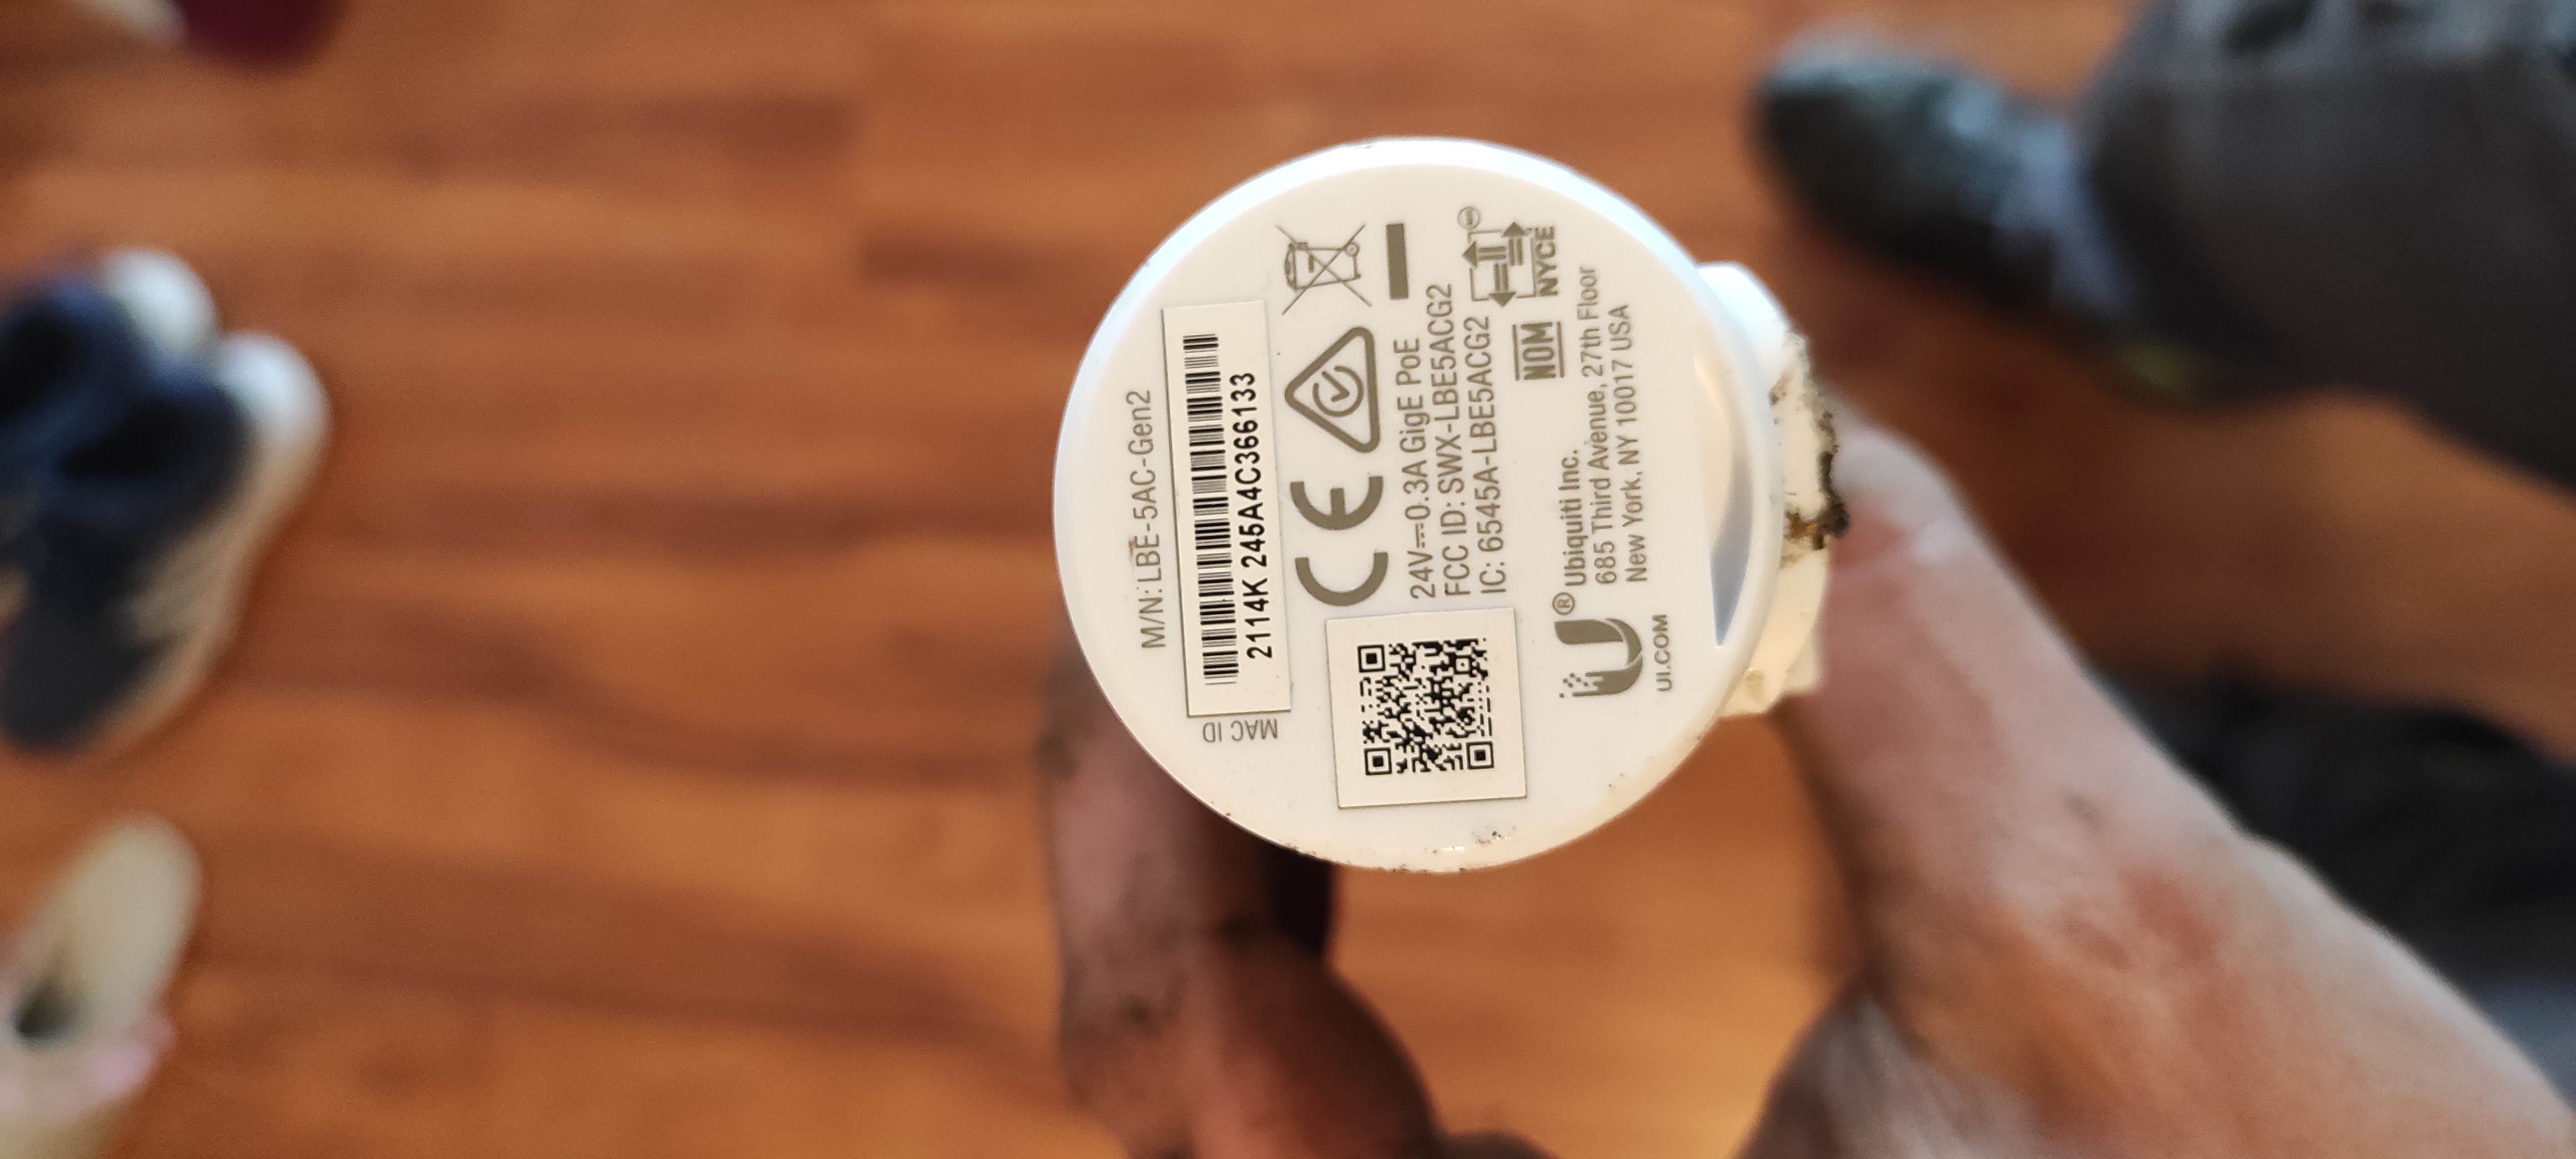 M/N: LBE-5AC-Gen2
2114K 245A4C366133
MAC ID
CE
24V⎓0.3A GigE PoE
FCC ID: SWX-LBE5ACG2
IC: 6545A-LBE5ACG2
NOM
NYCE
Ubiquiti Inc.
685 Third Avenue, 27th Floor
New York, NY 10017 USA
U®
UI.COM